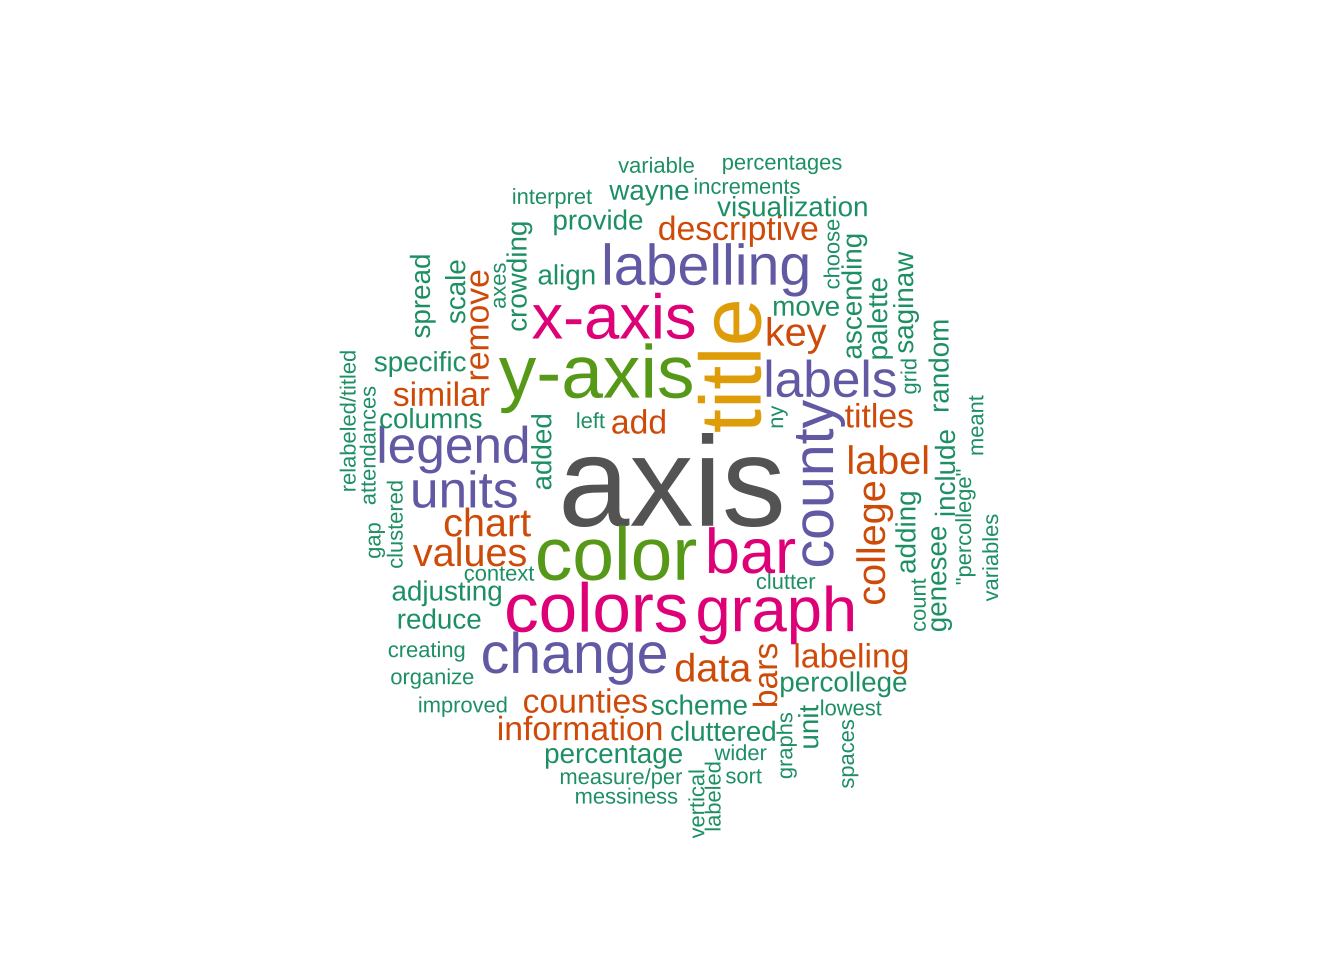 variable
percentages
interpret
wayne
increments
provide
visualization
descriptive
crowding
labelling
choose
ascending
spread
scale
remove
axes
align
x-axis
title
move
key
palette
saganaw
specific
y-axis
labels
grid
random
relabeled/titled
attendances
similar
columns
left
add
ny
county
titles
meant
legend
added
axis
label
include
units
clustered
gap
chart
values
context
color
bar
clutter
college
adding
"percollege"
variables
genesee
count
adjusting
reduce
colors
graph
creating
organize
change
data
bars
labeling
percollege
improved
counties
scheme
lowest
information
cluttered
unit
graphs
spaces
percentage
wider
measure/per
sort
messiness
vertical
labeled